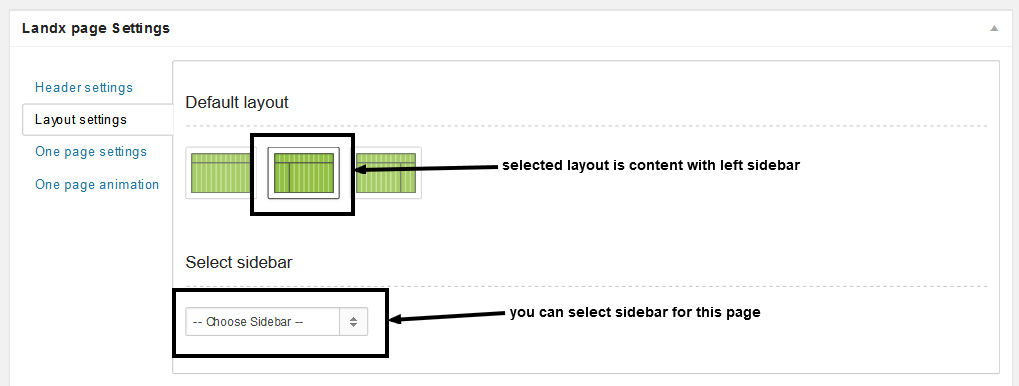 Landx page Settings
Header settings
Layout settings
One page settings
One page animation
Default layout
selected layout is content with left sidebar
Select sidebar
-- Choose Sidebar --
you can select sidebar for this page